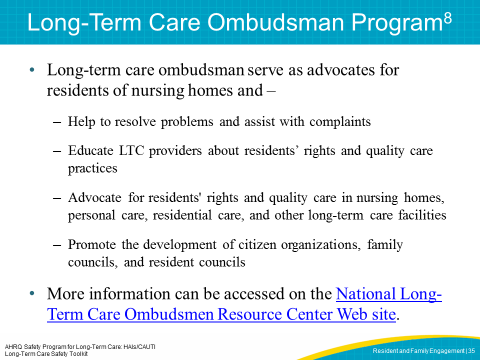 Long-Term Care Ombudsman Program8
• Long-term care ombudsman serve as advocates for
residents of nursing homes and –
– Help to resolve problems and assist with complaints
– Educate LTC providers about residents’ rights and quality care
practices
– Advocate for residents' rights and quality care in nursing homes,
personal care, residential care, and other long-term care facilities
– Promote the development of citizen organizations, family
councils, and resident councils
• More information can be accessed on the National Long-
Term Care Ombudsmen Resource Center Web site.
AHRQ Safety Program for Long-Term Care: HAIs/CAUTI
Long-Term Care Safety Toolkit
Resident and Family Engagement | 35